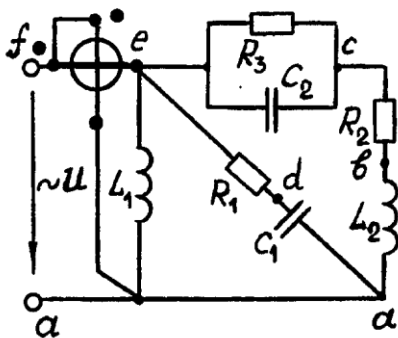 R₃
f e c
C₂
R₂
~u L₁ R₁ d b
C₁ L₂
a a